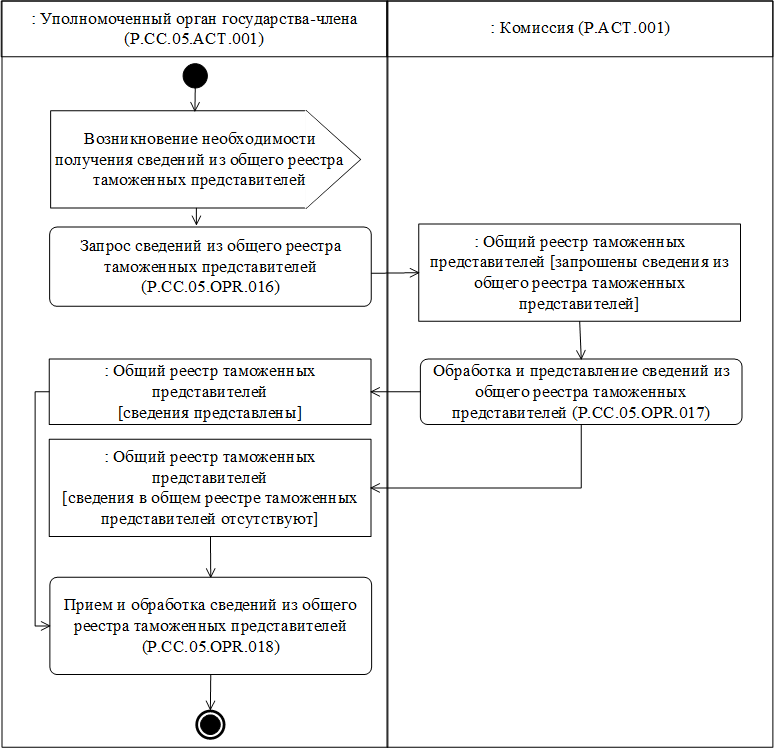 : Уполномоченный орган государства-члена
(P.CC.05.ACT.001)
: Комиссия (P.ACT.001)
Возникновение необходимости
получения сведений из общего реестра
таможенных представителей
Запрос сведений из общего реестра
таможенных представителей
(P.CC.05.OPR.016)
: Общий реестр таможенных
представителей [запрошены сведения из
общего реестра таможенных
представителей]
Обработка и представление сведений из
общего реестра таможенных
представителей (P.CC.05.OPR.017)
: Общий реестр таможенных
представителей
[сведения представлены]
: Общий реестр таможенных
представителей
[сведения в общем реестре таможенных
представителей отсутствуют]
Прием и обработка сведений из общего
реестра таможенных представителей
(P.CC.05.OPR.018)